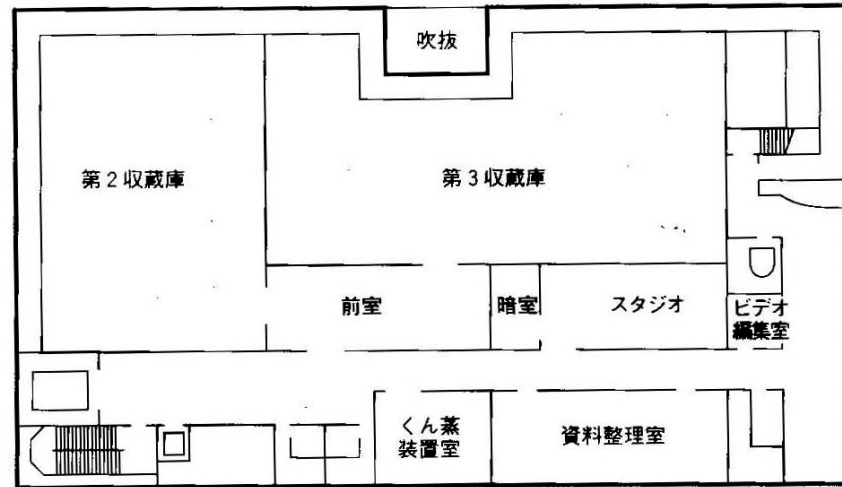 吹抜
第2収蔵庫
第3収蔵庫
前室
暗室
スタジオ
ビデオ
編集室
くん蒸
装置室
資料整理室